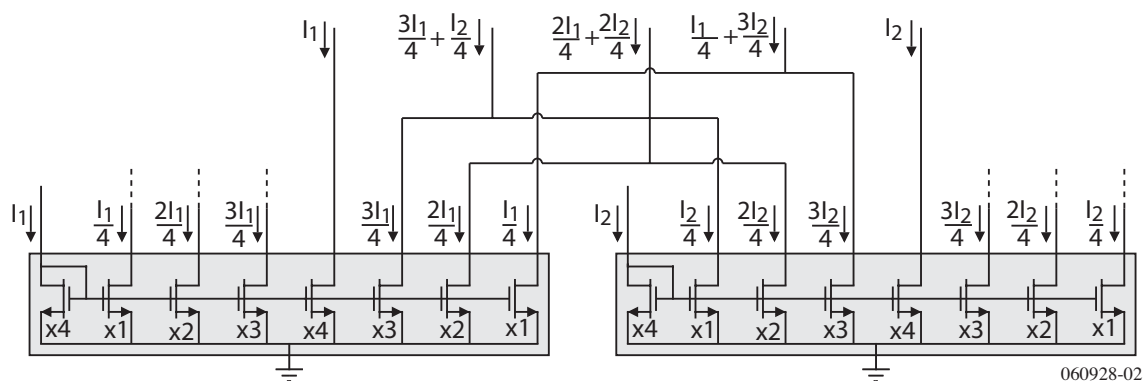 I1 3I1/4 + I2/4 2I1/4 + 2I2/4 I1/4 + 3I2/4 I2
I1 I1/4 2I1/4 3I1/4 3I1/4 2I1/4 I1/4 I2 I2/4 2I2/4 3I2/4 3I2/4 2I2/4 I2/4
x4 x1 x2 x3 x4 x3 x2 x1 x4 x1 x2 x3 x4 x3 x2 x1
060928-02